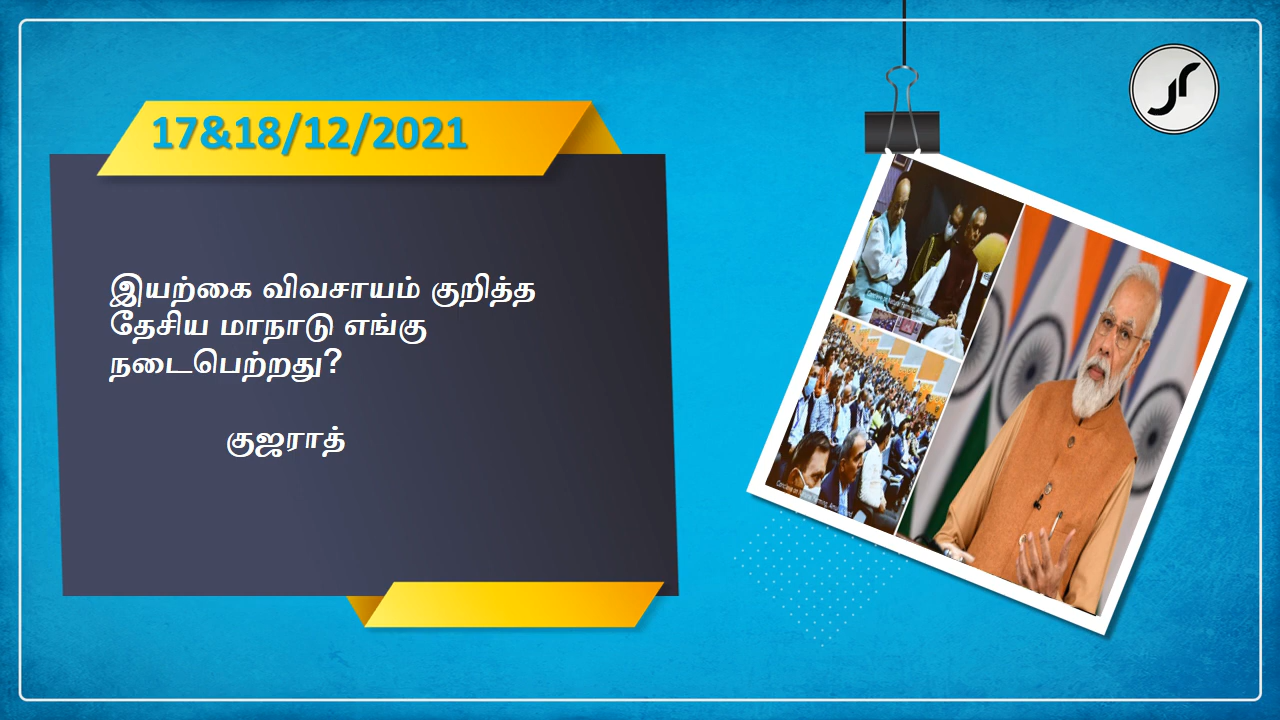 17&18/12/2021
இயற்கை விவசாயம் குறித்த
தேசிய மாநாடு எங்கு
நடைபெற்றது?
குஜராத்